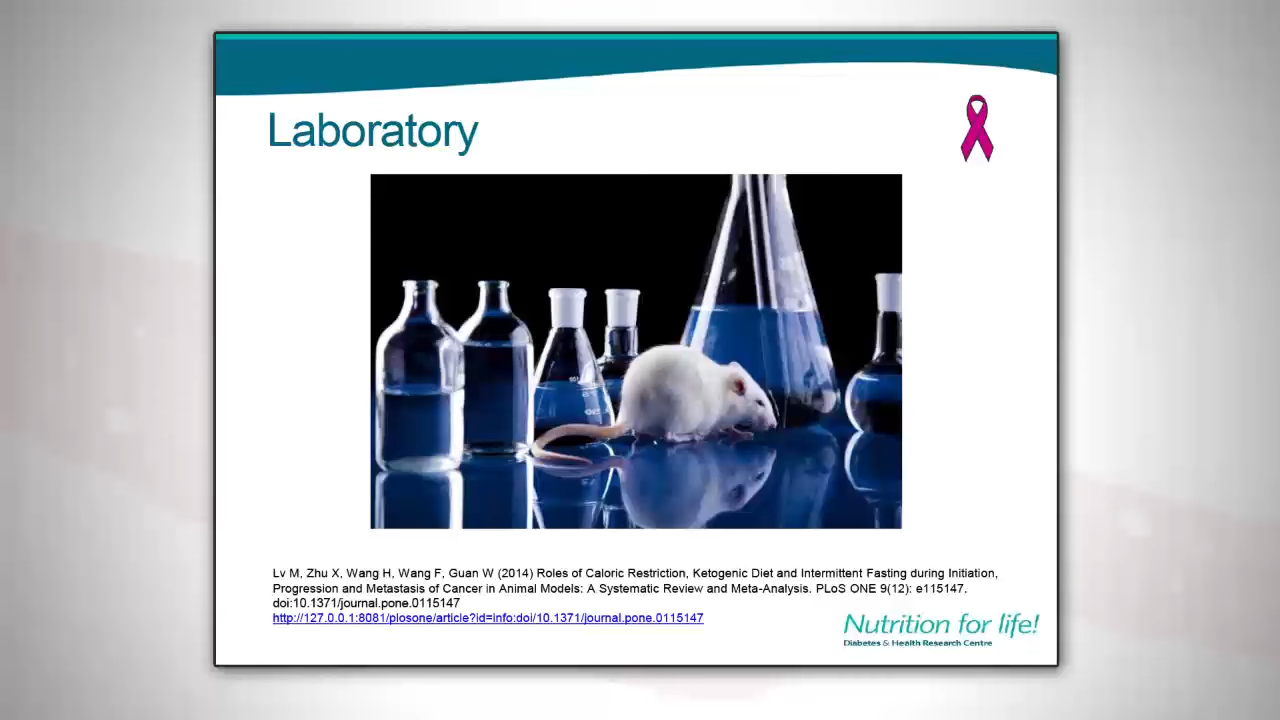 Laboratory
Lv M, Zhu X, Wang H, Wang F, Guan W (2014) Roles of Caloric Restriction, Ketogenic Diet and Intermittent Fasting during Initiation,
Progression and Metastasis of Cancer in Animal Models: A Systematic Review and Meta-Analysis. PLoS ONE 9(12): e115147.
doi:10.1371/journal.pone.0115147
http://127.0.0.1:8081/plosone/article?id=info:doi/10.1371/journal.pone.0115147
Nutrition for life!
Diabetes & Health Research Centre